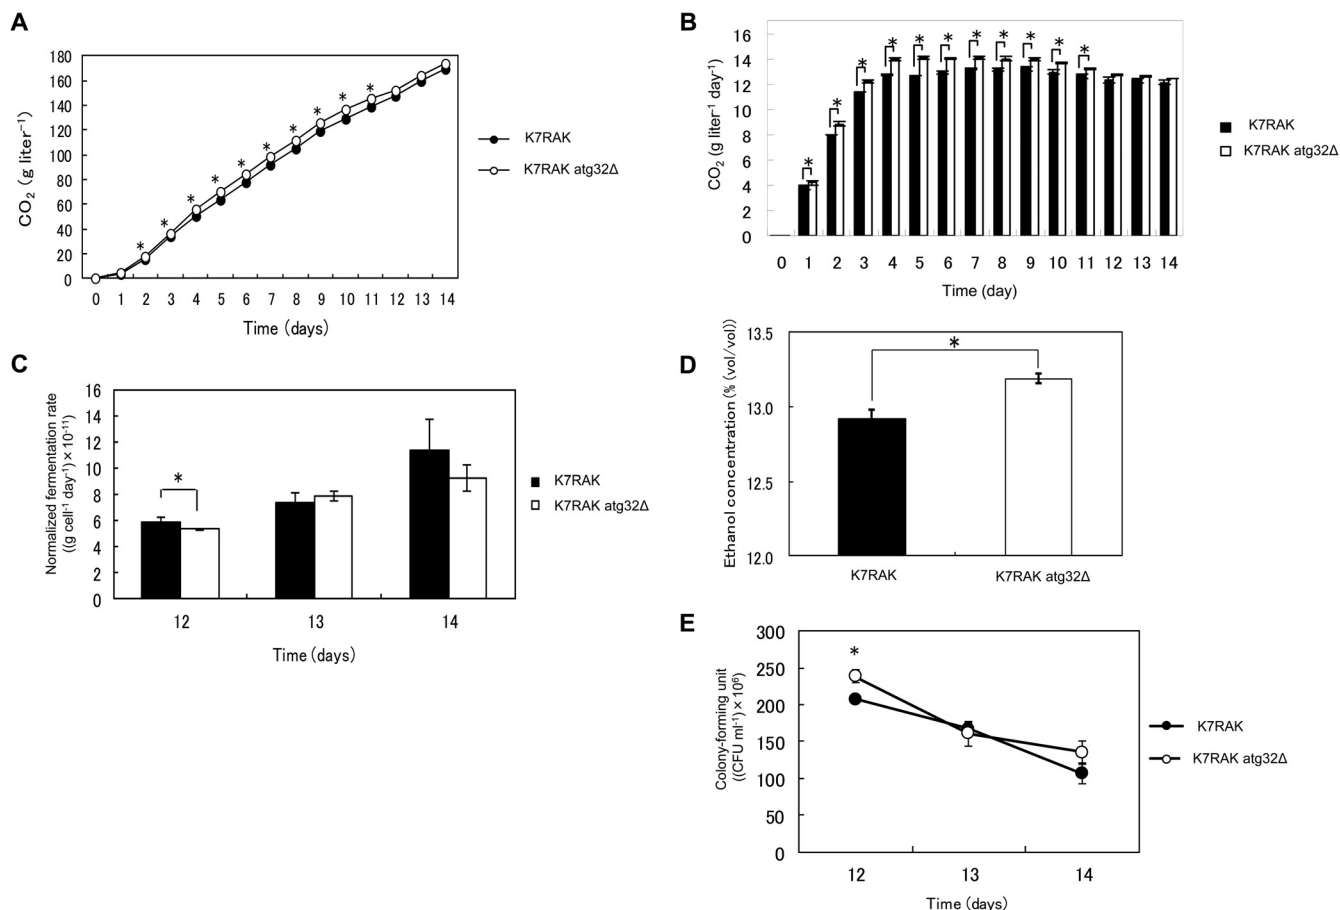 A
CO2 (g liter-1)
180
160
140
120
100
80
60
40
20
0
* * * * * * * * * *
0 1 2 3 4 5 6 7 8 9 10 11 12 13 14
Time (days)
K7RAK
K7RAK atg32Δ
B
CO2 (g liter-1 day-1)
16
14
12
10
8
6
4
2
0
* * * * * * * * * * *
0 1 2 3 4 5 6 7 8 9 10 11 12 13 14
Time (day)
K7RAK
K7RAK atg32Δ
C
Normalized fermentation rate
((g cell-1 day-1) × 10-11)
16
14
12
10
8
6
4
2
0
*
12 13 14
Time (days)
K7RAK
K7RAK atg32Δ
D
Ethanol concentration (% (vol/vol))
13.5
13.0
12.5
12.0
*
K7RAK K7RAK atg32Δ
E
Colony-forming unit
((CFU ml-1) × 106)
300
250
200
150
100
50
0
*
12 13 14
Time (days)
K7RAK
K7RAK atg32Δ